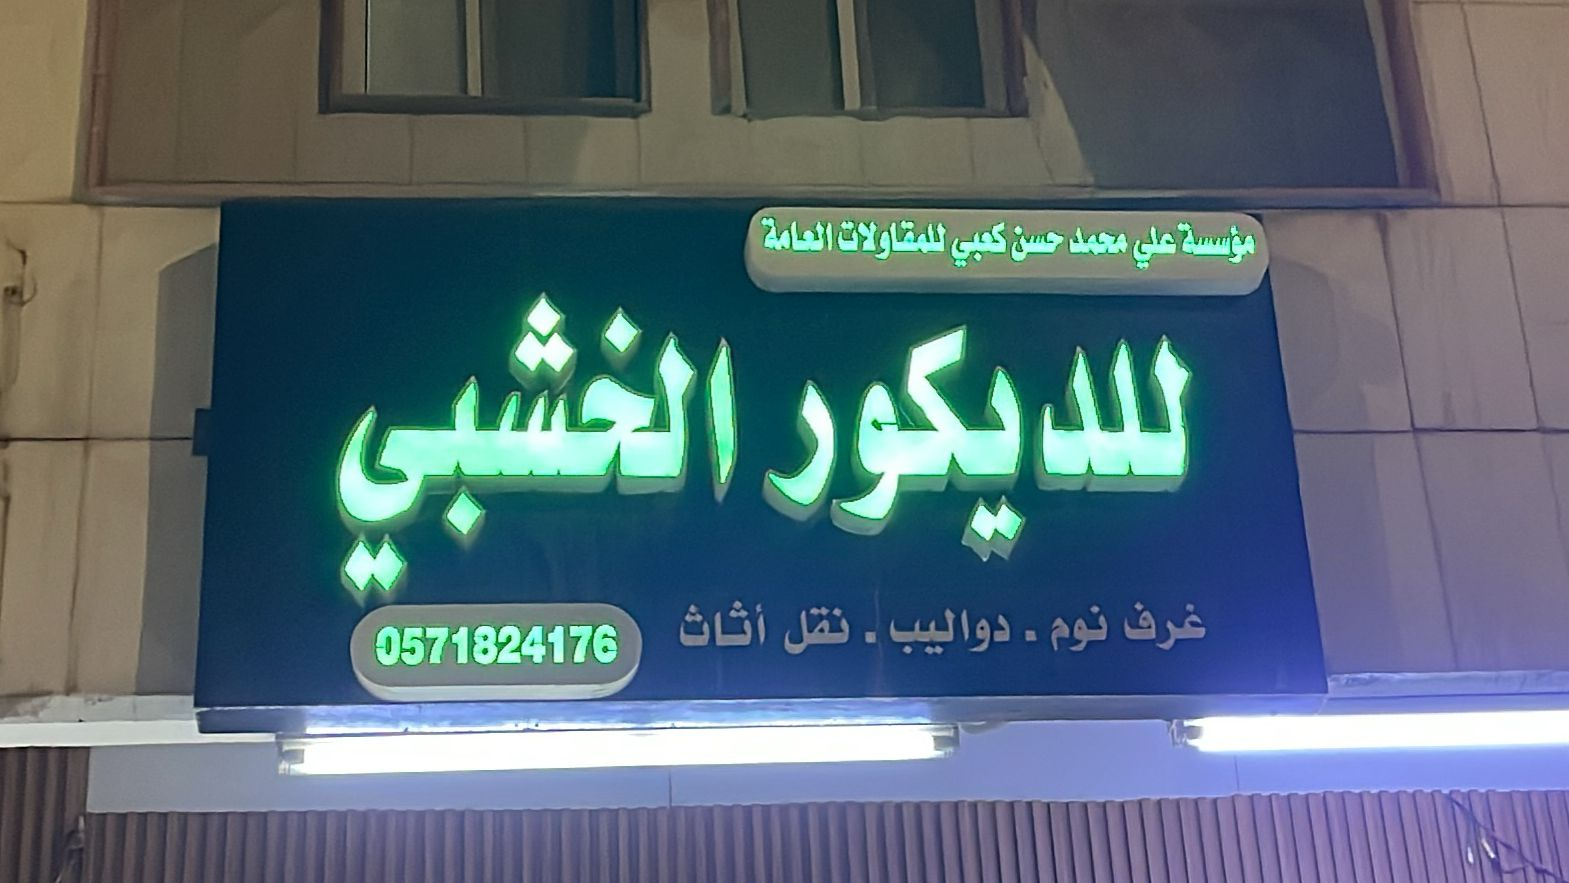 مؤسسة علي محمد حسن كعبي للمقاولات العامة
للديكور الخشبي
غرف نوم . دواليب . نقل أثاث
0571824176